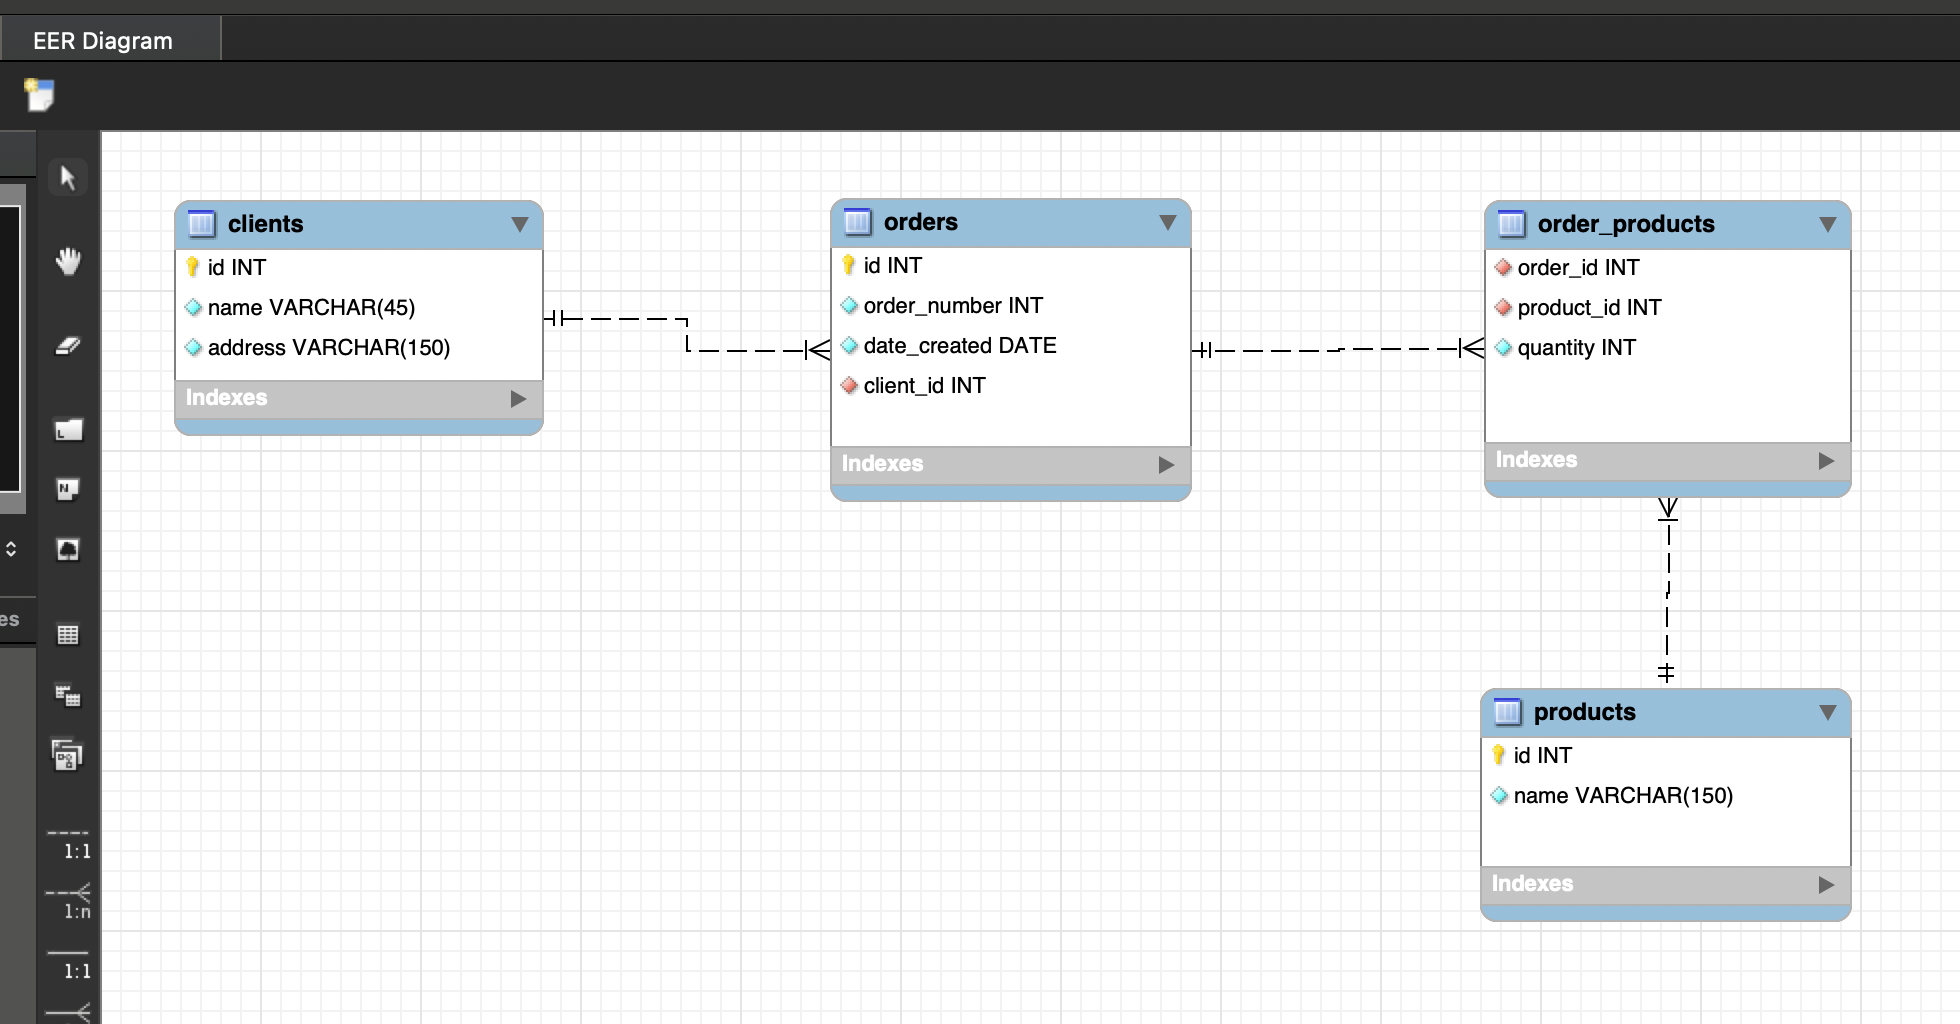 EER Diagram
clients
id INT
name VARCHAR(45)
address VARCHAR(150)
Indexes
orders
id INT
order_number INT
date_created DATE
client_id INT
Indexes
order_products
order_id INT
product_id INT
quantity INT
Indexes
products
id INT
name VARCHAR(150)
Indexes
es
N
L
1:1
1:n
1:1